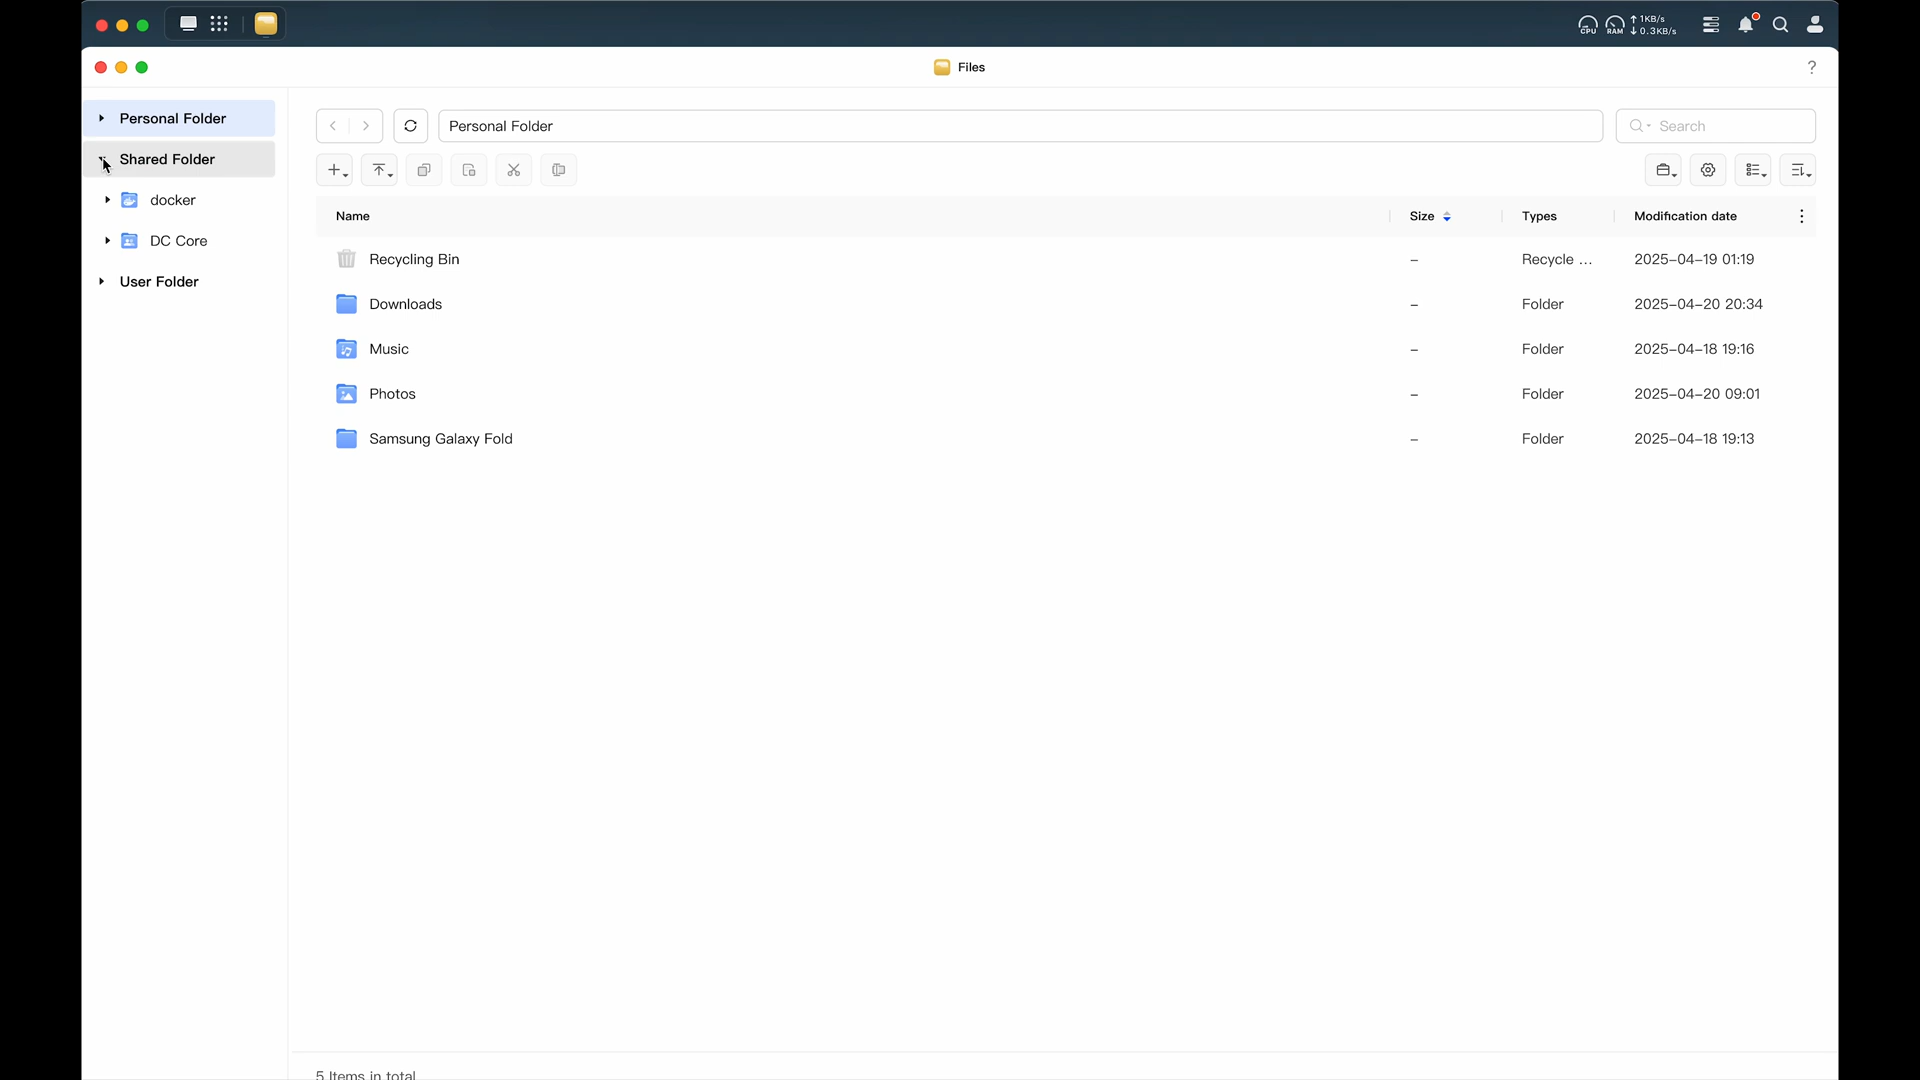 CPU RAM 1KB/s
0.3KB/s
Files ?
Personal Folder
Shared Folder
docker
DC Core
User Folder
Personal Folder
Search
Name Size Types Modification date
Recycling Bin – Recycle ... 2025-04-19 01:19
Downloads – Folder 2025-04-20 20:34
Music – Folder 2025-04-18 19:16
Photos – Folder 2025-04-20 09:01
Samsung Galaxy Fold – Folder 2025-04-18 19:13
5 Items in total